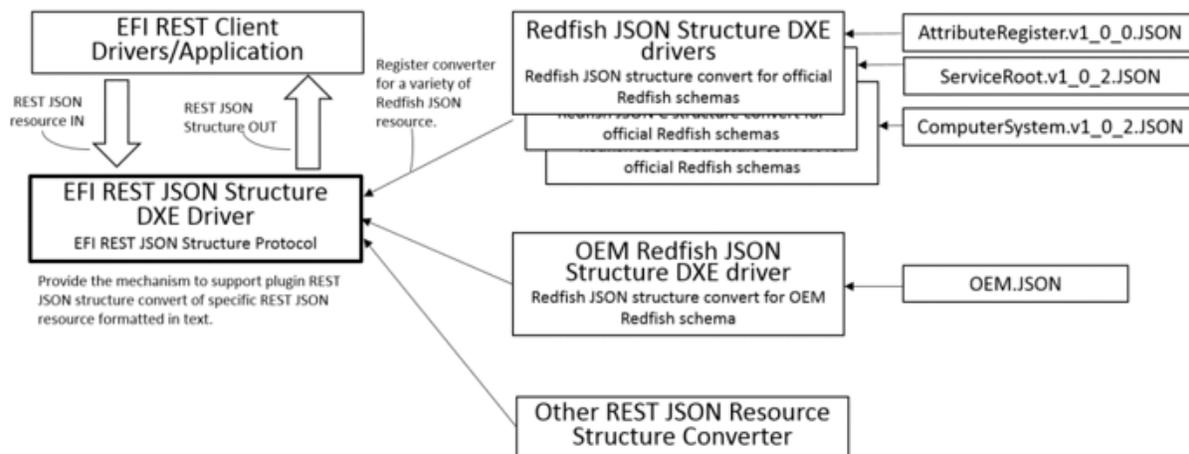 EFI REST Client
Drivers/Application
REST JSON
resource IN
REST JSON
Structure OUT
EFI REST JSON Structure
DXE Driver
EFI REST JSON Structure Protocol
Provide the mechanism to support plugin REST
JSON structure convert of specific REST JSON
resource formatted in text.
Register converter
for a variety of
Redfish JSON
resource.
Redfish JSON Structure DXE
drivers
Redfish JSON structure convert for official
Redfish schemas
official Redfish schemas
official Redfish schemas
AttributeRegister.v1_0_0.JSON
ServiceRoot.v1_0_2.JSON
ComputerSystem.v1_0_2.JSON
OEM Redfish JSON
Structure DXE driver
Redfish JSON structure convert for OEM
Redfish schema
OEM.JSON
Other REST JSON Resource
Structure Converter